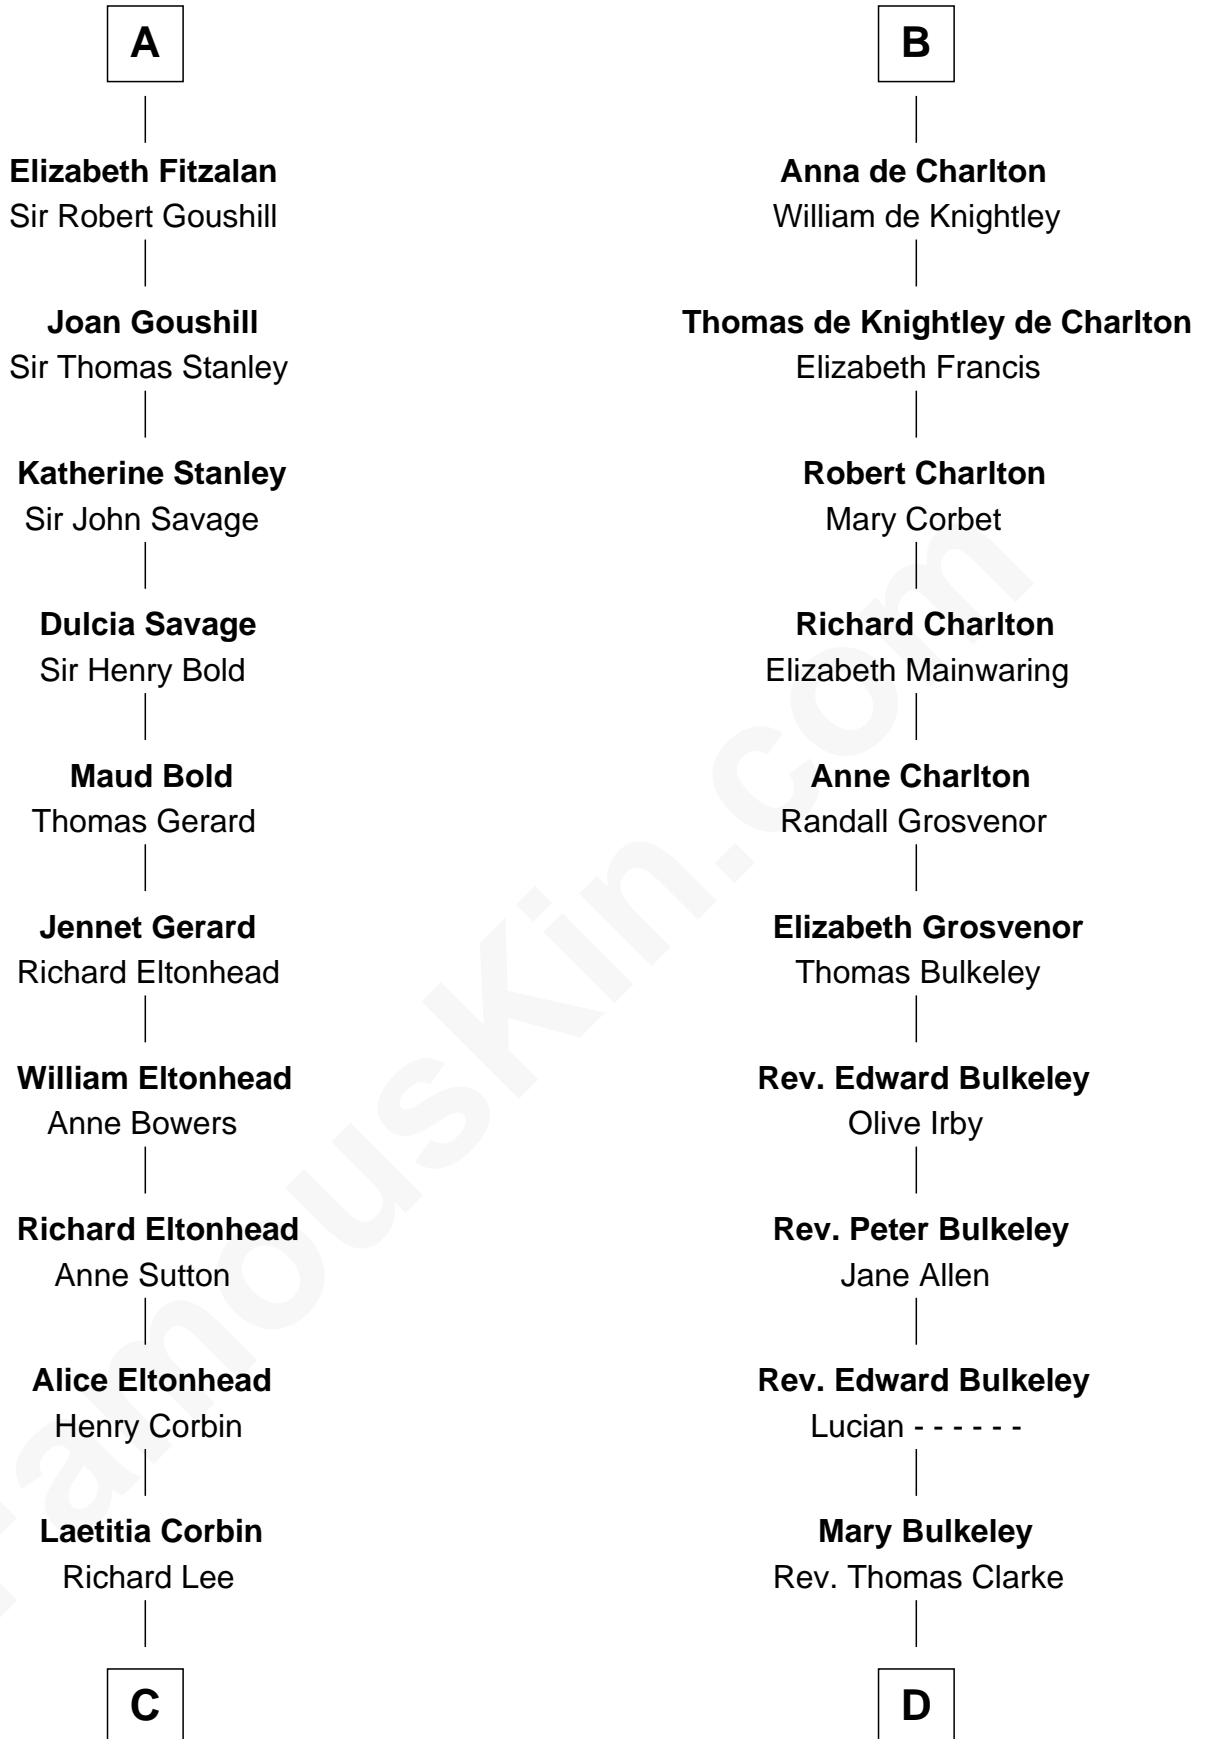 A
Elizabeth Fitzalan
Sir Robert Goushill
Joan Goushill
Sir Thomas Stanley
Katherine Stanley
Sir John Savage
Dulcia Savage
Sir Henry Bold
Maud Bold
Thomas Gerard
Jennet Gerard
Richard Eltonhead
William Eltonhead
Anne Bowers
Richard Eltonhead
Anne Sutton
Alice Eltonhead
Henry Corbin
Laetitia Corbin
Richard Lee
C
B
Anna de Charlton
William de Knightley
Thomas de Knightley de Charlton
Elizabeth Francis
Robert Charlton
Mary Corbet
Richard Charlton
Elizabeth Mainwaring
Anne Charlton
Randall Grosvenor
Elizabeth Grosvenor
Thomas Bulkeley
Rev. Edward Bulkeley
Olive Irby
Rev. Peter Bulkeley
Jane Allen
Rev. Edward Bulkeley
Lucian - - - - - -
Mary Bulkeley
Rev. Thomas Clarke
D
FamousKin.com